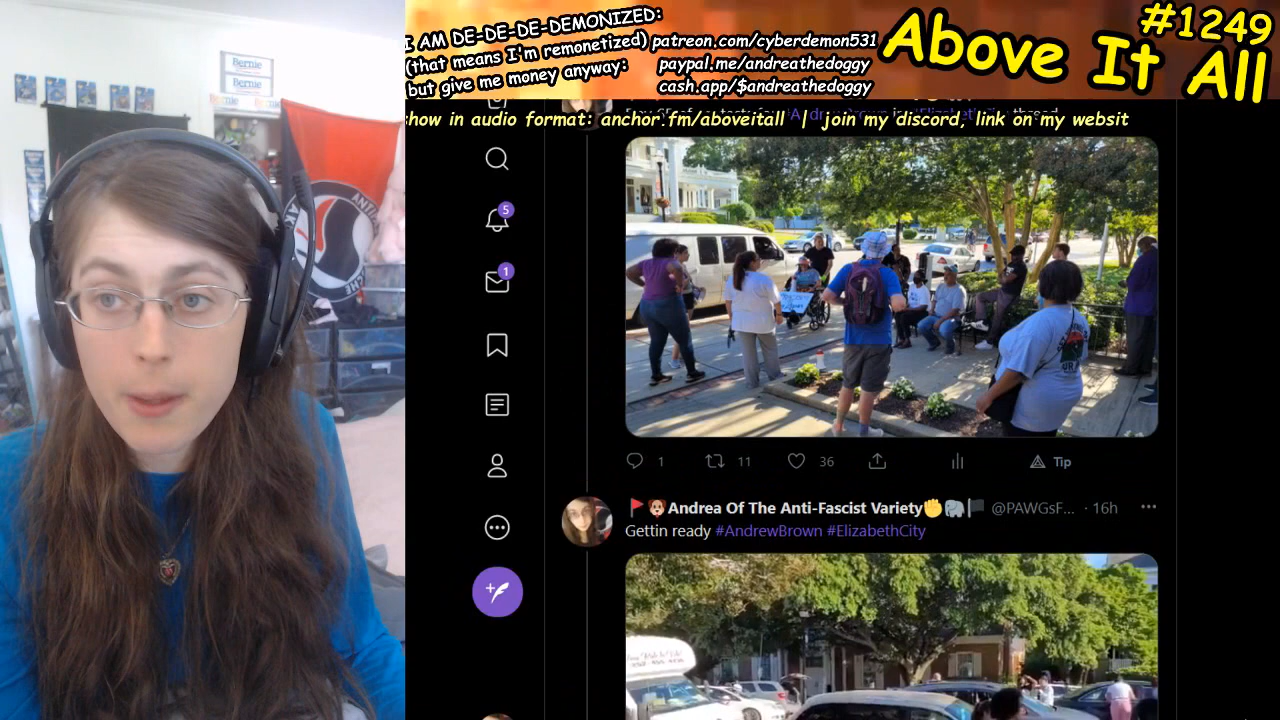 I AM DE-DE-DE-DEMONIZED:
(that means I'm remonetized)
but give me money anyway:
patreon.com/cyberdemon531
paypal.me/andreathedoggy
cash.app/$andreathedoggy
Above It All
#1249
show in audio format: anchor.fm/aboveitall | join my discord, link on my websit
Bernie
Bernie
5
1
1
11
36
Tip
Andrea Of The Anti-Fascist Variety @PAWGsF... · 16h
Gettin ready #AndrewBrown #ElizabethCity